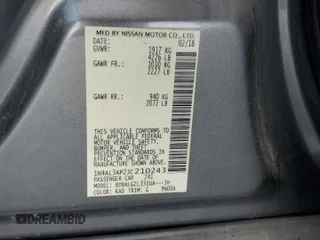 MFD BY NISSAN MOTOR CO., LTD.
DATE: 02/18
GVWR: 1917 KG
4226 LB
GAWR FR: 1010 KG
2227 LB
GAWR RR: 940 KG
2072 LB
THIS VEHICLE CONFORMS TO ALL
APPLICABLE FEDERAL MOTOR VEHICLE
SAFETY, BUMPER, AND THEFT
PREVENTION STANDARDS IN EFFECT ON
THE DATE OF MANUFACTURE SHOWN
ABOVE.
1N4AL3AP2JC210243
PASSENGER CAR
MODEL:
COLOR: KAD TRIM: G